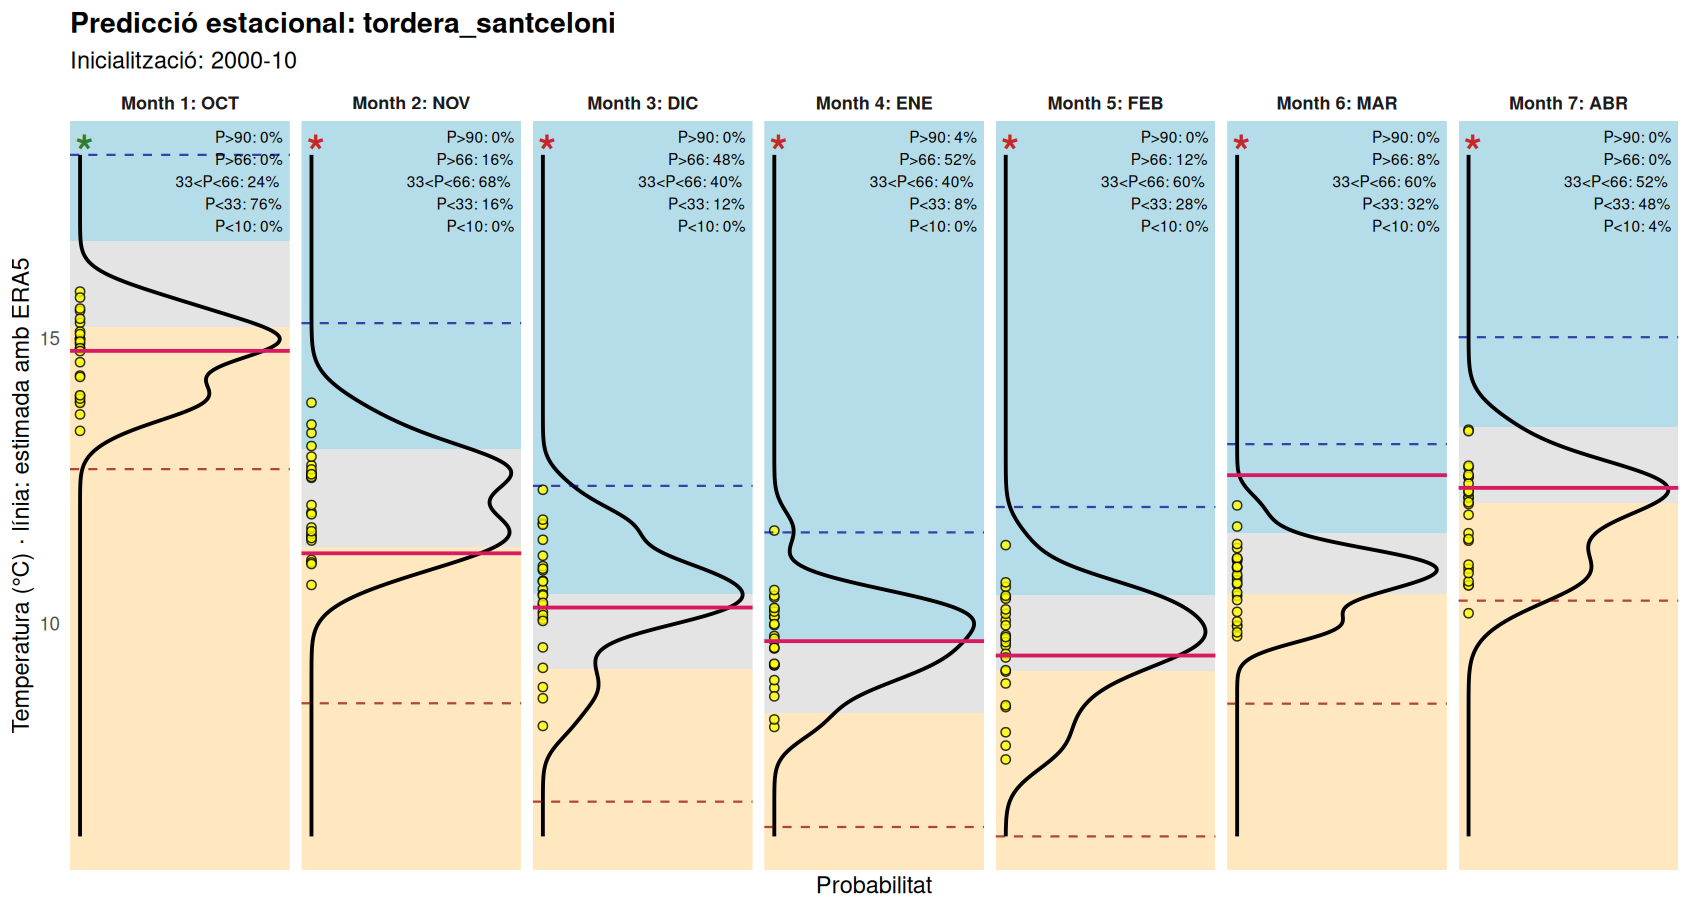 Predicció estacional: tordera_santceloni
Inicialització: 2000-10
Month 1: OCT
Month 2: NOV
Month 3: DIC
Month 4: ENE
Month 5: FEB
Month 6: MAR
Month 7: ABR
*
P>90: 0%
P>66: 0%
33<P<66: 24%
P<33: 76%
P<10: 0%
*
P>90: 0%
P>66: 16%
33<P<66: 68%
P<33: 16%
P<10: 0%
*
P>90: 0%
P>66: 48%
33<P<66: 40%
P<33: 12%
P<10: 0%
*
P>90: 4%
P>66: 52%
33<P<66: 40%
P<33: 8%
P<10: 0%
*
P>90: 0%
P>66: 12%
33<P<66: 60%
P<33: 28%
P<10: 0%
*
P>90: 0%
P>66: 8%
33<P<66: 60%
P<33: 32%
P<10: 0%
*
P>90: 0%
P>66: 0%
33<P<66: 52%
P<33: 48%
P<10: 4%
15
10
Temperatura (°C) · línia: estimada amb ERA5
Probabilitat